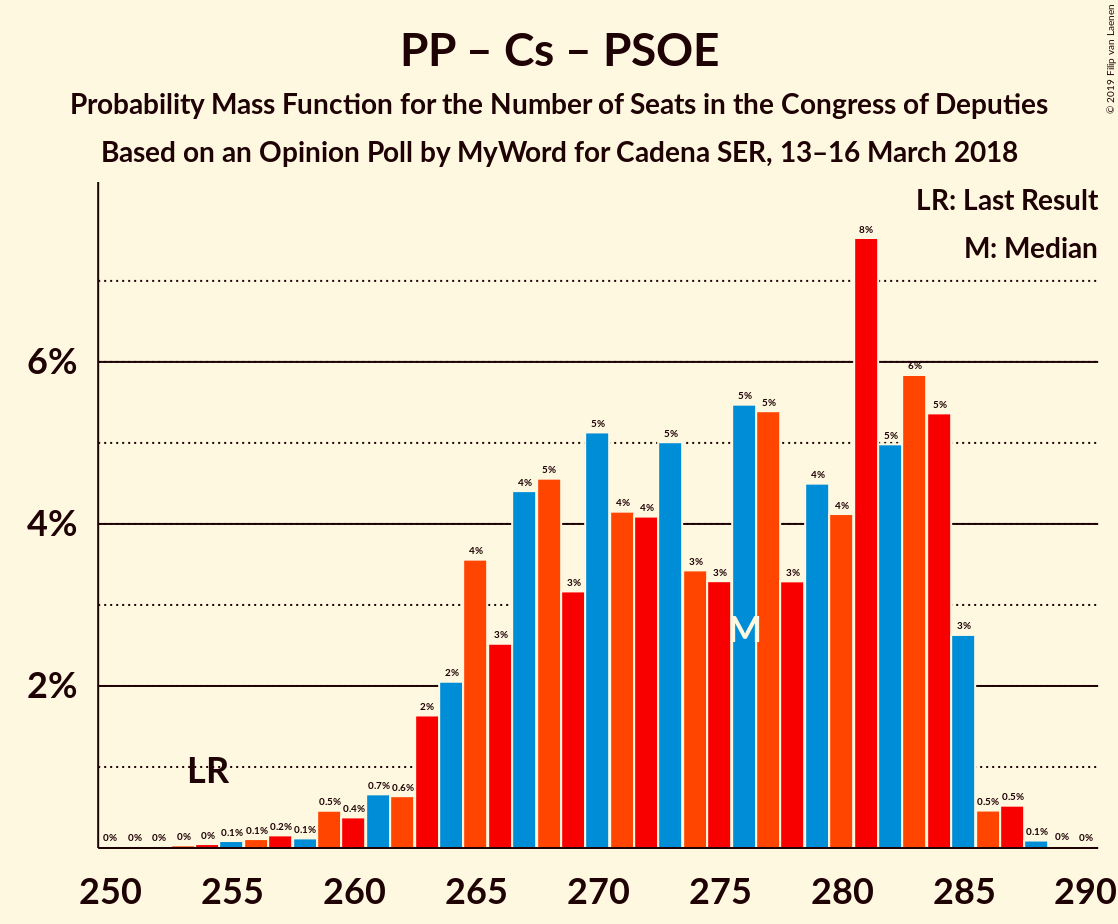 PP – Cs – PSOE
Probability Mass Function for the Number of Seats in the Congress of Deputies
Based on an Opinion Poll by MyWord for Cadena SER, 13–16 March 2018
© 2019 Filip van Laenen
LR: Last Result
M: Median
6%
4%
2%
0% 0% 0% 0% 0% 0.1% 0.1% 0.2% 0.1% 0.5% 0.4% 0.7% 0.6% 2% 2% 4% 3% 4% 5% 3% 5% 4% 4% 5% 3% 3% 5% 5% 3% 4% 4% 8% 5% 6% 5% 3% 0.5% 0.5% 0.1% 0% 0%
LR
M
250 255 260 265 270 275 280 285 290